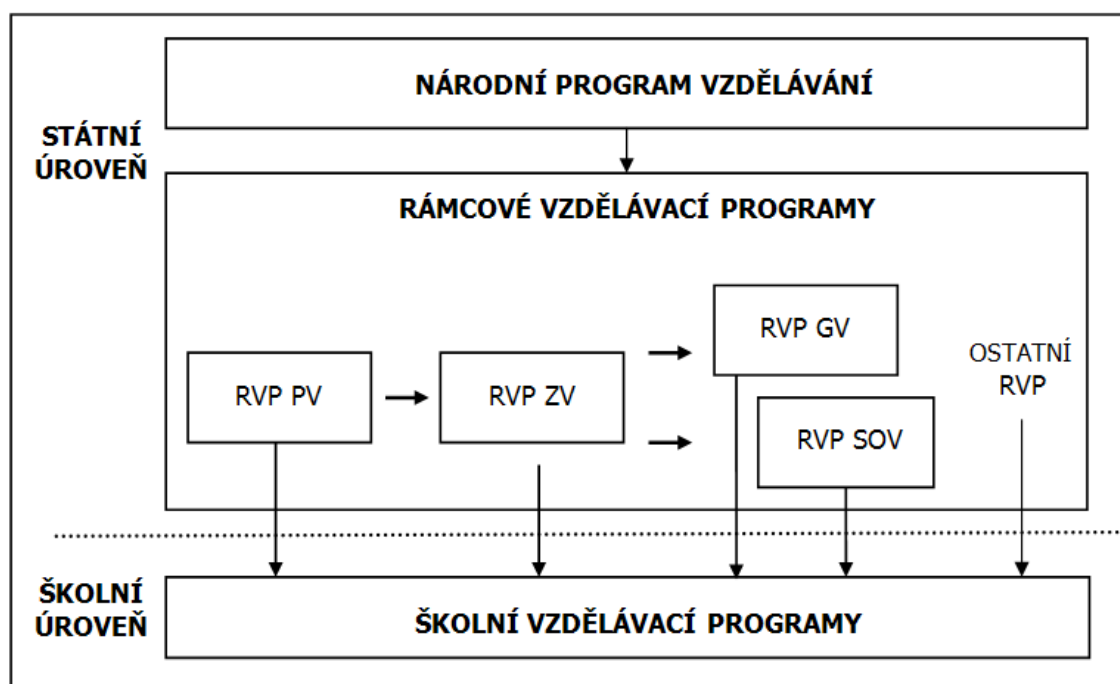 NÁRODNÍ PROGRAM VZDĚLÁVÁNÍ
STÁTNÍ
ÚROVEŇ
RÁMCOVÉ VZDĚLÁVACÍ PROGRAMY
RVP PV
RVP ZV
RVP GV
RVP SOV
OSTATNÍ
RVP
ŠKOLNÍ
ÚROVEŇ
ŠKOLNÍ VZDĚLÁVACÍ PROGRAMY